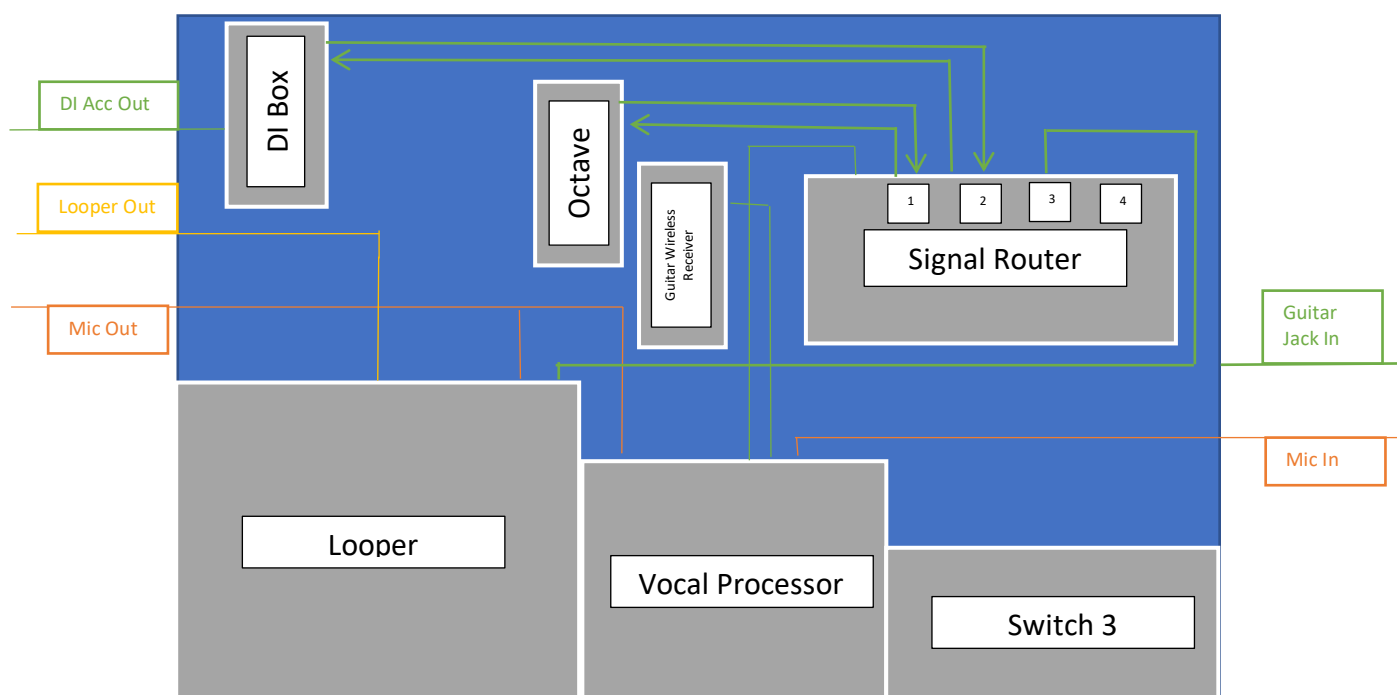 DI Box
DI Acc Out
Octave
1
2
3
4
Guitar Wireless
Receiver
Looper Out
Signal Router
Mic Out
Guitar
Jack In
Mic In
Looper
Vocal Processor
Switch 3